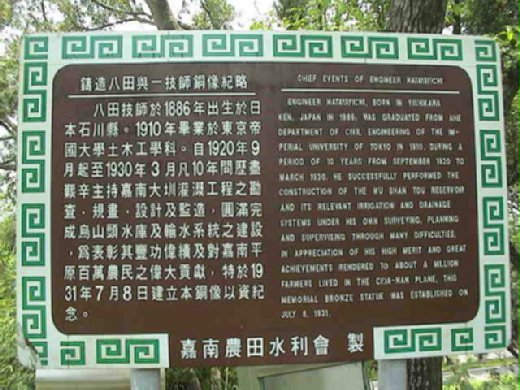 鑄造八田與一技師銅像紀略
八田技師於1886年出生於日
本石川縣。1910年畢業於東京帝
國大學土木工學科。自1920年9
月起至1930年3月凡10年間歷盡
艱辛主持嘉南大圳灌溉工程之勘
查，規畫，設計及監造，圓滿完
成烏山頭水庫及輸水系統之建設
，為表彰其豐功偉績及對嘉南平
原百萬農民之偉大貢獻，特於19
31年7月8日建立本銅像以資紀
念。
CHIEF EVENTS OF ENGINEER HATAYOICHI
ENGINEER HATAYOICHI, BORN IN YISHIKARA
KEN, JAPAN IN 1886, WAS GRADUATED FROM THE
DEPARTMENT OF CIVIL ENGINEERING OF THE IM-
PERIAL UNIVERSITY OF TOKYO IN 1910. DURING A
PERIOD OF 10 YEARS FROM SEPTEMBER 1920 TO
MARCH 1930, HE SUCCESSFULLY PERFORMED THE
CONSTRUCTION OF THE WU SHAN TOU RESERVOIR
AND ITS RELEVANT IRRIGATION AND DRAINAGE
SYSTEMS UNDER HIS OWN SURVEYING, PLANNING
AND SUPERVISING THROUGH MANY DIFFICULTIES.
IN APPRECIATION OF HIS HIGH MERIT AND GREAT
ACHIEVEMENTS RENDERED TO ABOUT A MILLION
FARMERS LIVED IN THE CHIA-NAN PLANE, THIS
MEMORIAL BRONZE STATUE WAS ESTABLISHED ON
JULY 8, 1931.
嘉南農田水利會 製